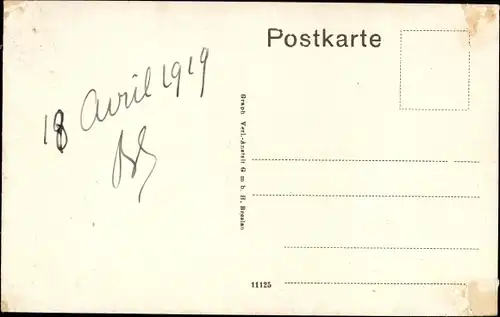 Postkarte
18 Avril 1919
Graph. Verl.-Anstalt G. m. b. H., Breslau
11125